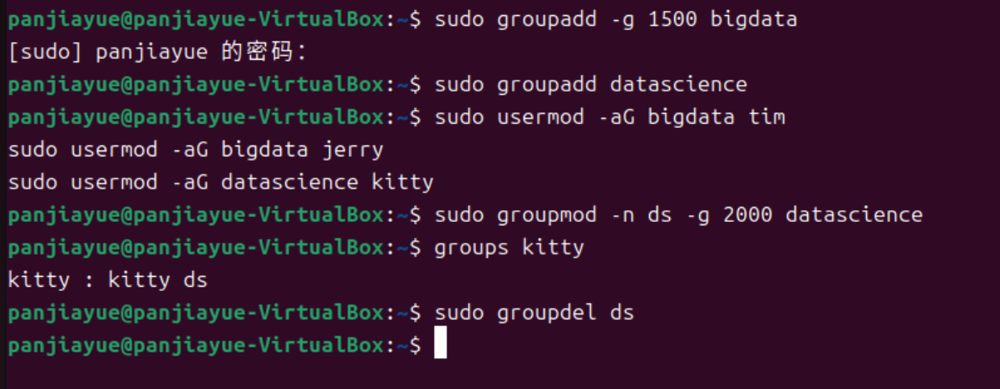 panjiayue@panjiayue-VirtualBox:~$ sudo groupadd -g 1500 bigdata
[sudo] panjiayue 的密码：
panjiayue@panjiayue-VirtualBox:~$ sudo groupadd datascience
panjiayue@panjiayue-VirtualBox:~$ sudo usermod -aG bigdata tim
sudo usermod -aG bigdata jerry
sudo usermod -aG datascience kitty
panjiayue@panjiayue-VirtualBox:~$ sudo groupmod -n ds -g 2000 datascience
panjiayue@panjiayue-VirtualBox:~$ groups kitty
kitty : kitty ds
panjiayue@panjiayue-VirtualBox:~$ sudo groupdel ds
panjiayue@panjiayue-VirtualBox:~$